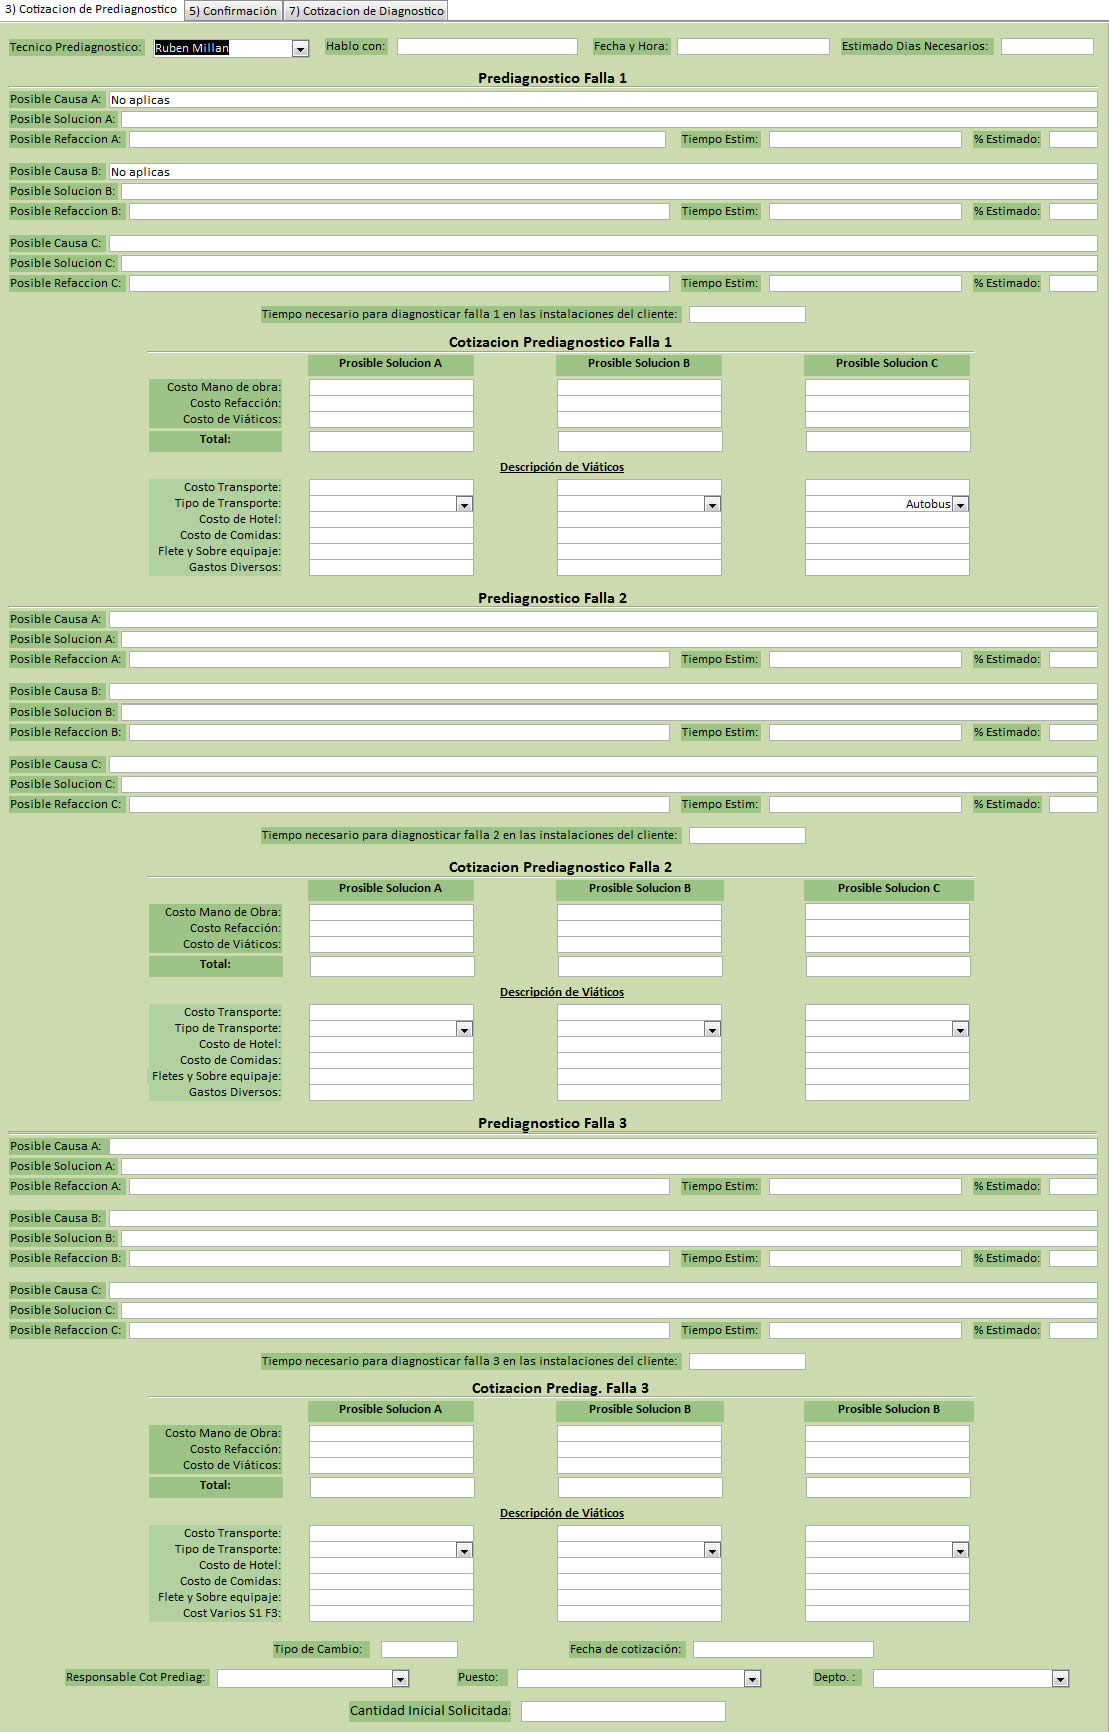 3) Cotizacion de Prediagnostico 5) Confirmación 7) Cotizacion de Diagnostico
Tecnico Prediagnostico: Ruben Millan Hablo con: Fecha y Hora: Estimado Dias Necesarios:
Prediagnostico Falla 1
Posible Causa A: No aplicas
Posible Solucion A:
Posible Refaccion A: Tiempo Estim: % Estimado:
Posible Causa B: No aplicas
Posible Solucion B:
Posible Refaccion B: Tiempo Estim: % Estimado:
Posible Causa C:
Posible Solucion C:
Posible Refaccion C: Tiempo Estim: % Estimado:
Tiempo necesario para diagnosticar falla 1 en las instalaciones del cliente:
Cotizacion Prediagnostico Falla 1
Prosible Solucion A Prosible Solucion B Prosible Solucion C
Costo Mano de obra:
Costo Refacción:
Costo de Viáticos:
Total:
Descripción de Viáticos
Costo Transporte:
Tipo de Transporte: Autobus
Costo de Hotel:
Costo de Comidas:
Flete y Sobre equipaje:
Gastos Diversos:
Prediagnostico Falla 2
Posible Causa A:
Posible Solucion A:
Posible Refaccion A: Tiempo Estim: % Estimado:
Posible Causa B:
Posible Solucion B:
Posible Refaccion B: Tiempo Estim: % Estimado:
Posible Causa C:
Posible Solucion C:
Posible Refaccion C: Tiempo Estim: % Estimado:
Tiempo necesario para diagnosticar falla 2 en las instalaciones del cliente:
Cotizacion Prediagnostico Falla 2
Prosible Solucion A Prosible Solucion B Prosible Solucion C
Costo Mano de Obra:
Costo Refacción:
Costo de Viáticos:
Total:
Descripción de Viáticos
Costo Transporte:
Tipo de Transporte:
Costo de Hotel:
Costo de Comidas:
Fletes y Sobre equipaje:
Gastos Diversos:
Prediagnostico Falla 3
Posible Causa A:
Posible Solucion A:
Posible Refaccion A: Tiempo Estim: % Estimado:
Posible Causa B:
Posible Solucion B:
Posible Refaccion B: Tiempo Estim: % Estimado:
Posible Causa C:
Posible Solucion C:
Posible Refaccion C: Tiempo Estim: % Estimado:
Tiempo necesario para diagnosticar falla 3 en las instalaciones del cliente:
Cotizacion Prediag. Falla 3
Prosible Solucion A Prosible Solucion B Prosible Solucion B
Costo Mano de Obra:
Costo Refacción:
Costo de Viáticos:
Total:
Descripción de Viáticos
Costo Transporte:
Tipo de Transporte:
Costo de Hotel:
Costo de Comidas:
Flete y Sobre equipaje:
Cost Varios S1 F3:
Tipo de Cambio: Fecha de cotización:
Responsable Cot Prediag: Puesto: Depto. :
Cantidad Inicial Solicitada: